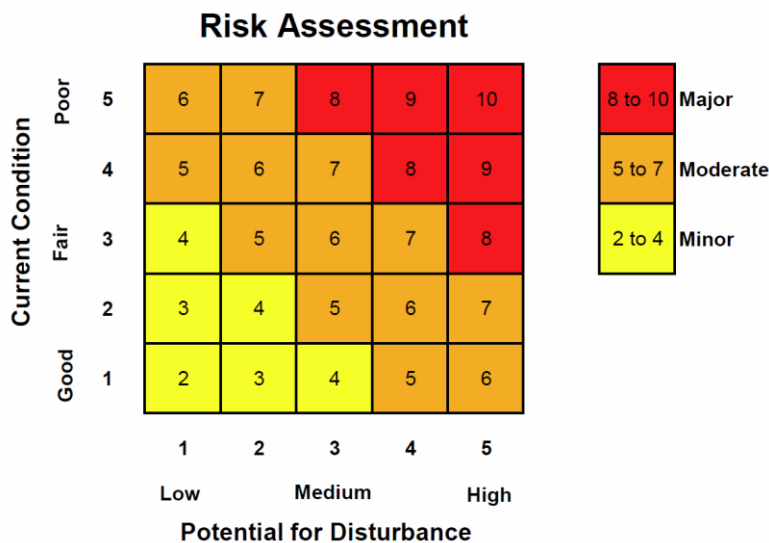 Risk Assessment
Poor 5 6 7 8 9 10 8 to 10 Major
4 5 6 7 8 9 5 to 7 Moderate
Fair 3 4 5 6 7 8 2 to 4 Minor
2 3 4 5 6 7
Good 1 2 3 4 5 6
Current Condition
1 2 3 4 5
Low Medium High
Potential for Disturbance